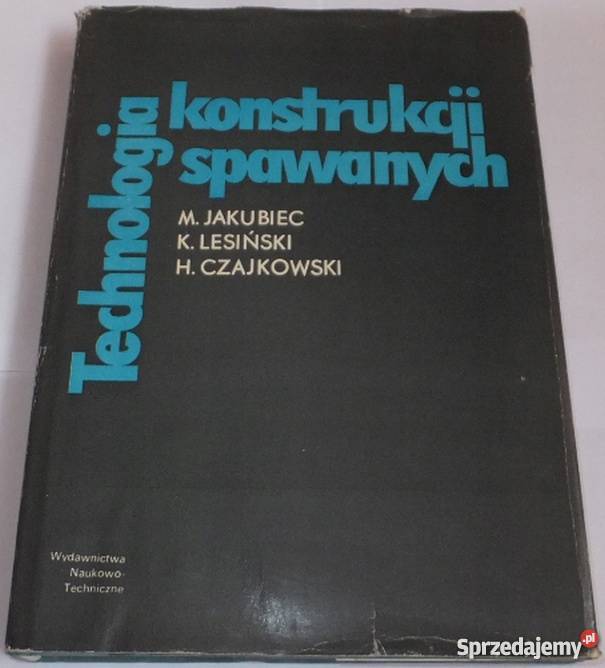 Technologia
konstrukcji
spawanych
M. JAKUBIEC
K. LESIŃSKI
H. CZAJKOWSKI
Wydawnictwa
Naukowo-
Techniczne
Sprzedajemy.pl